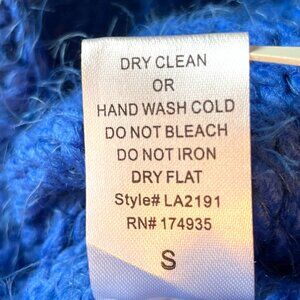 DRY CLEAN
OR
HAND WASH COLD
DO NOT BLEACH
DO NOT IRON
DRY FLAT
Style# LA2191
RN# 174935
S